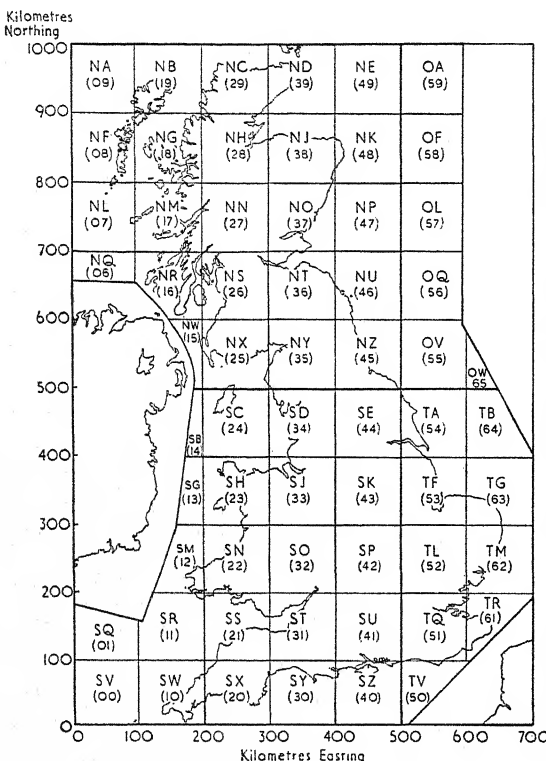 Kilometres
Northing
1000
NA NB NC ND NE OA
(09) (19) (29) (39) (49) (59)
900
NF NG NH NJ NK OF
(08) (18) (28) (38) (48) (58)
800
NL NM NN NO NP OL
(07) (17) (27) (37) (47) (57)
700
NQ
(06)
NR NS NT NU OQ
(16) (26) (36) (46) (56)
600
NW
(15)
NX NY NZ OV
(25) (35) (45) (55)
OW
65
500
SC SD SE TA TB
(24) (34) (44) (54) (64)
SB
(14)
400
SG SH SJ SK TF TG
(13) (23) (33) (43) (53) (63)
300
SM SN SO SP TL TM
(12) (22) (32) (42) (52) (62)
200
TR
(61)
SQ SR SS ST SU TQ
(01) (11) (21) (31) (41) (51)
100
SV SW SX SY SZ TV
(00) (10) (20) (30) (40) (50)
0
0 100 200 300 400 500 600 700
Kilometres Easting